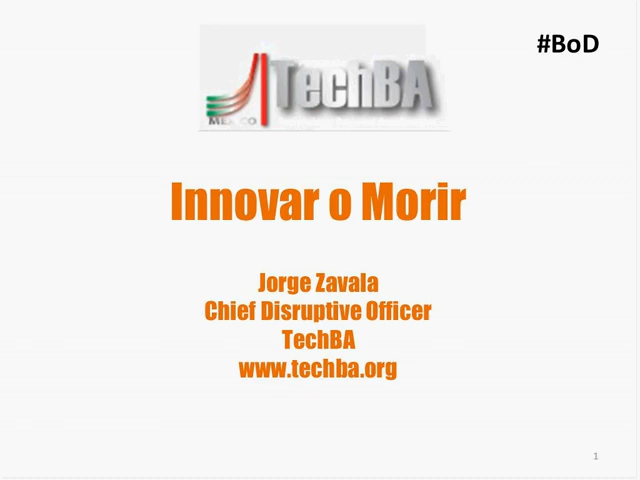 #BoD
TechBA
MEXICO
Innovar o Morir
Jorge Zavala
Chief Disruptive Officer
TechBA
www.techba.org
1